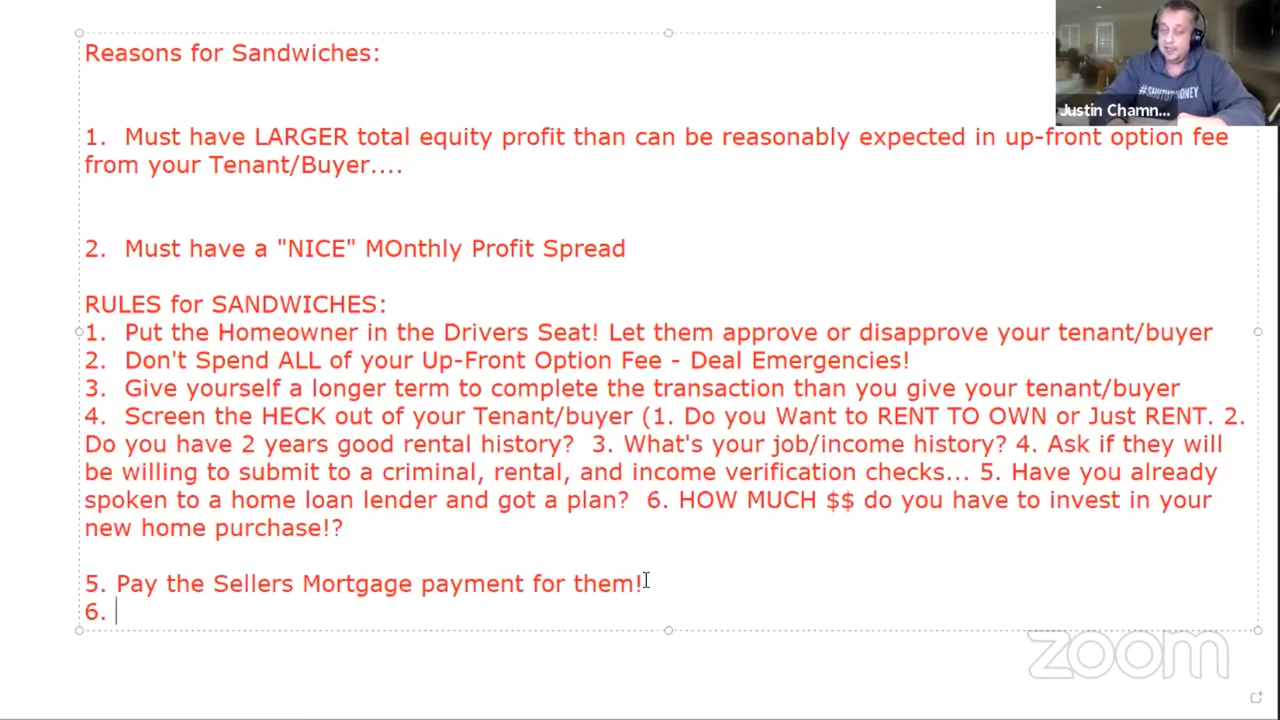 Reasons for Sandwiches:
1. Must have LARGER total equity profit than can be reasonably expected in up-front option fee
from your Tenant/Buyer....
2. Must have a "NICE" MOnthly Profit Spread
RULES for SANDWICHES:
1. Put the Homeowner in the Drivers Seat! Let them approve or disapprove your tenant/buyer
2. Don't Spend ALL of your Up-Front Option Fee - Deal Emergencies!
3. Give yourself a longer term to complete the transaction than you give your tenant/buyer
4. Screen the HECK out of your Tenant/buyer (1. Do you Want to RENT TO OWN or Just RENT. 2.
Do you have 2 years good rental history? 3. What's your job/income history? 4. Ask if they will
be willing to submit to a criminal, rental, and income verification checks... 5. Have you already
spoken to a home loan lender and got a plan? 6. HOW MUCH $$ do you have to invest in your
new home purchase!?
5. Pay the Sellers Mortgage payment for them!
6.
#SHUTUPMONEY
Justin Chamn...
zoom